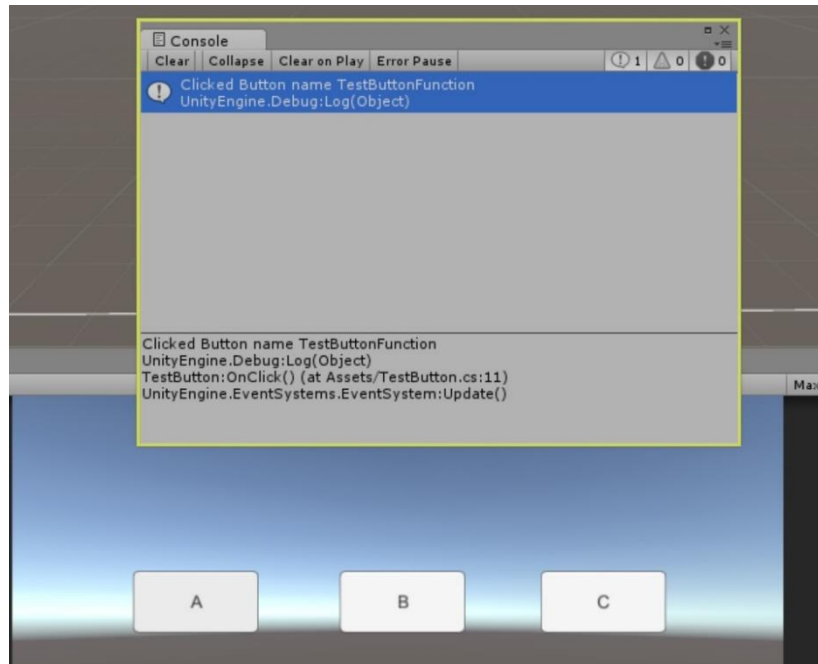 Console
Clear Collapse Clear on Play Error Pause 1 0 0
Clicked Button name TestButtonFunction
UnityEngine.Debug:Log(Object)
Clicked Button name TestButtonFunction
UnityEngine.Debug:Log(Object)
TestButton:OnClick() (at Assets/TestButton.cs:11)
UnityEngine.EventSystems.EventSystem:Update()
A B C